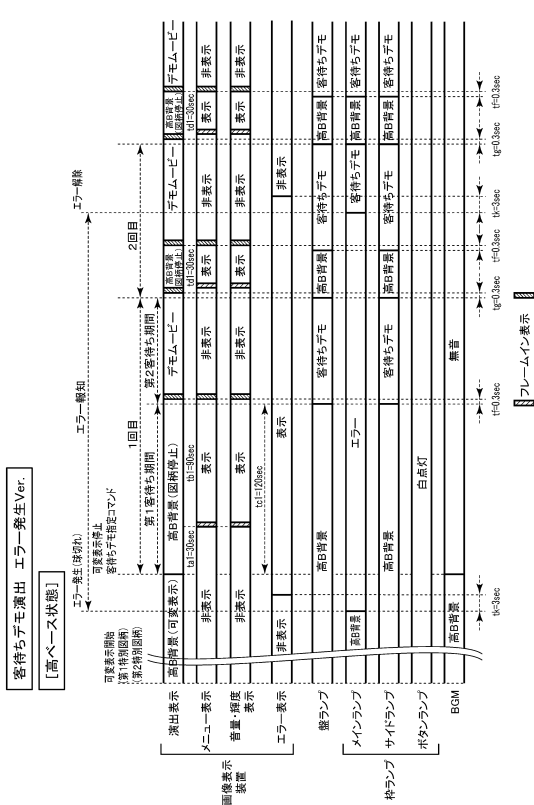 客待ちデモ演出 エラー発生Ver.
[高ベース状態]
エラー報知
エラー発生(球切れ)
エラー解除
可変表示開始
(第1特別図柄)
(第2特別図柄)
可変表示停止
客待ちデモ指定コマンド
1回目
2回目
第1客待ち期間
第2客待ち期間
画像表示装置
演出表示
高B背景(可変表示)
高B背景(図柄停止)
デモムービー
高B背景(図柄停止)
デモムービー
高B背景(図柄停止)
デモムービー
ta1=30sec
tb1=90sec
td1=30sec
td1=30sec
メニュー表示
非表示
表示
非表示
表示
非表示
表示
非表示
音量・輝度表示
非表示
表示
非表示
表示
非表示
表示
非表示
tc1=120sec
エラー表示
非表示
表示
非表示
盤ランプ
高B背景
客待ちデモ
高B背景
客待ちデモ
高B背景
客待ちデモ
枠ランプ
メインランプ
高B背景
エラー
客待ちデモ
高B背景
客待ちデモ
サイドランプ
高B背景
客待ちデモ
高B背景
客待ちデモ
高B背景
客待ちデモ
ボタンランプ
白点灯
BGM
高B背景
無音
tk=3sec
tf=0.3sec
tg=0.3sec
tf=0.3sec
tk=3sec
tg=0.3sec
tf=0.3sec
フレームイン表示